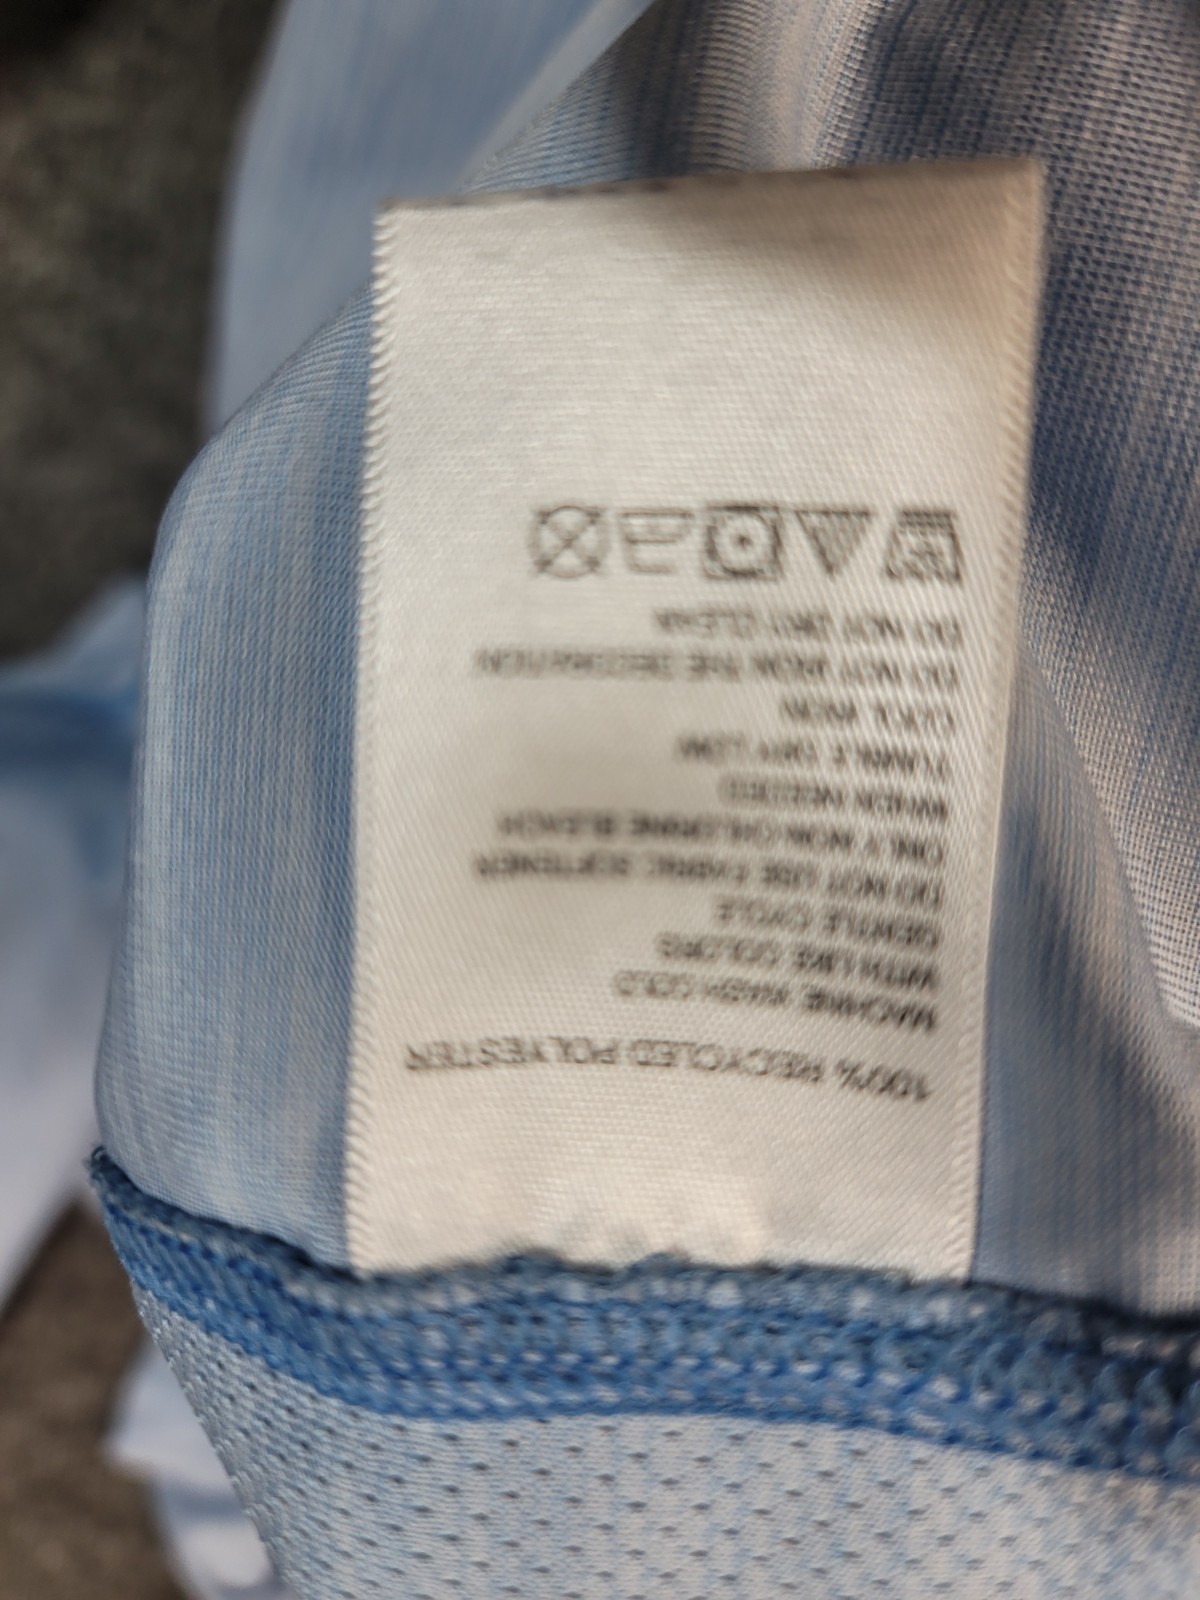 100% RECYCLED POLYESTER
MACHINE WASH COLD
WITH LIKE COLORS
GENTLE CYCLE
DO NOT USE FABRIC SOFTENER
ONLY NON-CHLORINE BLEACH
WHEN NEEDED
TUMBLE DRY LOW
COOL IRON
DO NOT IRON THE DECORATION
DO NOT DRY CLEAN